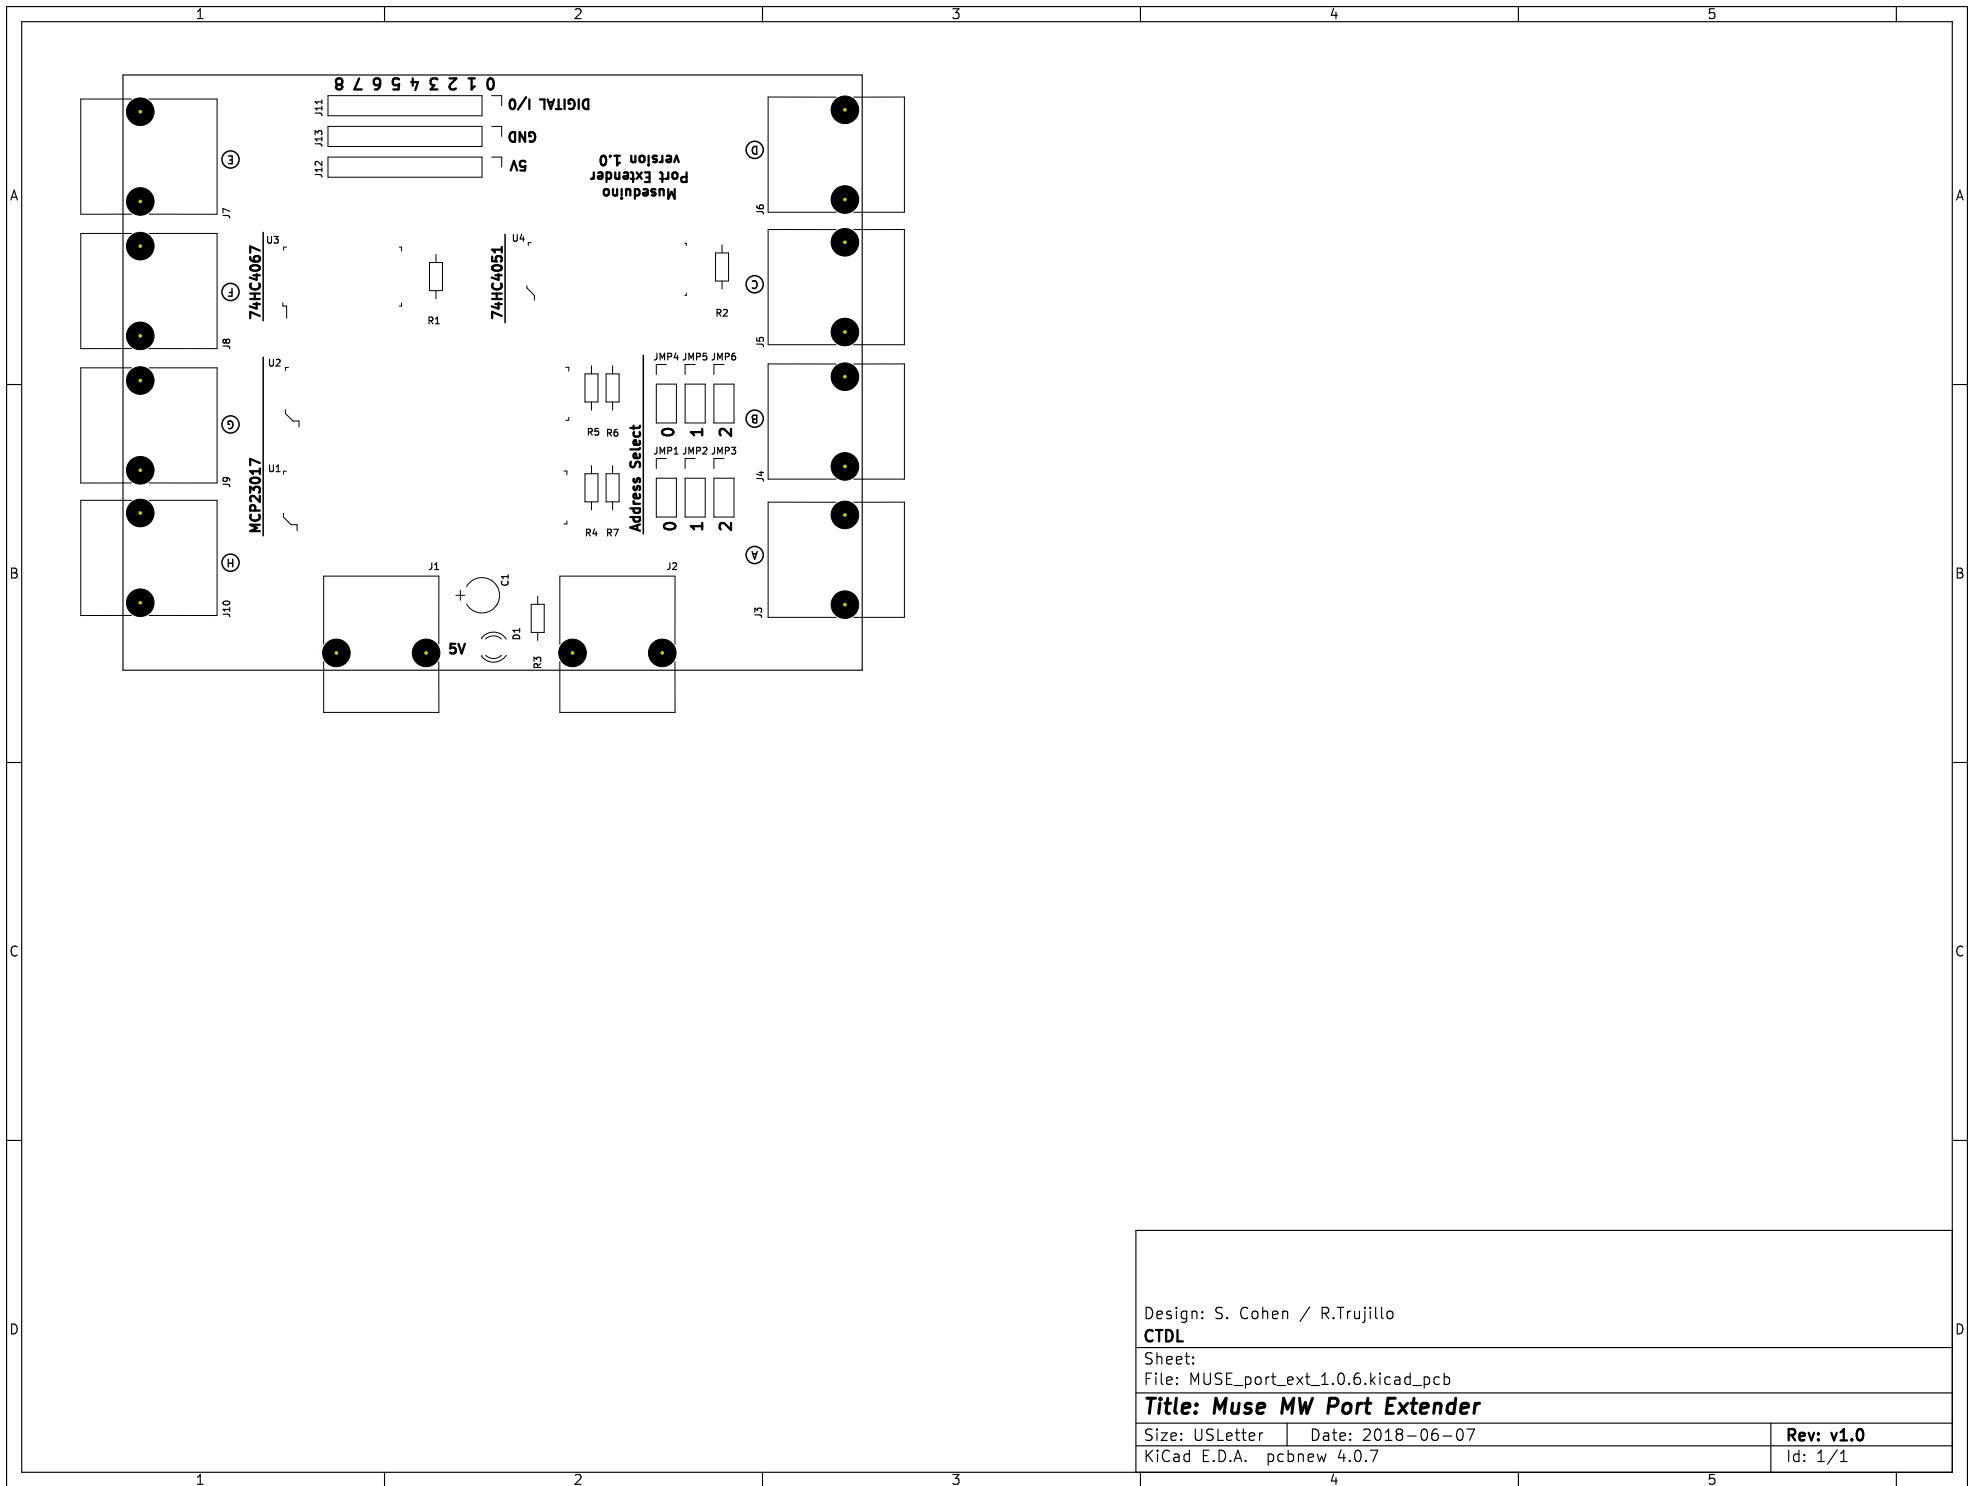 1 2 3 4 5
A A
B B
C C
D D
0 1 2 3 4 5 6 7 8
J11
DIGITAL I/O
J13
GND
J12
5V
Museduino
Port Extender
version 1.0
E
J7
D
J6
U3
74HC4067
F
J8
R1
U4
74HC4051
R2
C
J5
U2
G
J9
MCP23017
U1
H
J10
R5 R6
R4 R7
Address Select
JMP4 JMP5 JMP6
0 1 2
JMP1 JMP2 JMP3
0 1 2
B
J4
A
J3
J1
C1
5V
D1
R3
J2
Design: S. Cohen / R.Trujillo
CTDL
Sheet:
File: MUSE_port_ext_1.0.6.kicad_pcb
Title: Muse MW Port Extender
Size: USLetter Date: 2018-06-07 Rev: v1.0
KiCad E.D.A. pcbnew 4.0.7 Id: 1/1
1 2 3 4 5